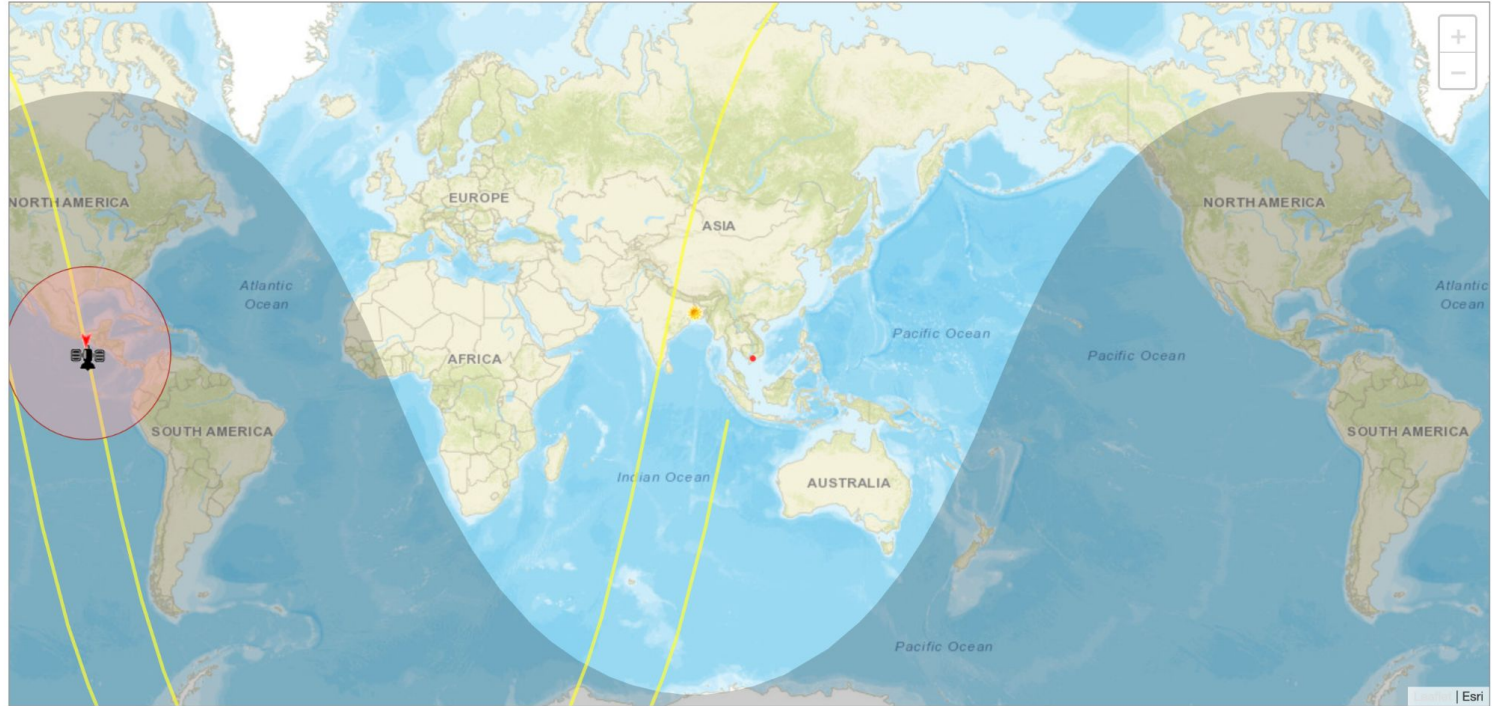 +
−
NORTH AMERICA
EUROPE
NORTH AMERICA
ASIA
Atlantic
Ocean
Atlantic
Ocean
Pacific Ocean
AFRICA
Pacific Ocean
SOUTH AMERICA
SOUTH AMERICA
Indian Ocean
AUSTRALIA
Pacific Ocean
Leaflet | Esri